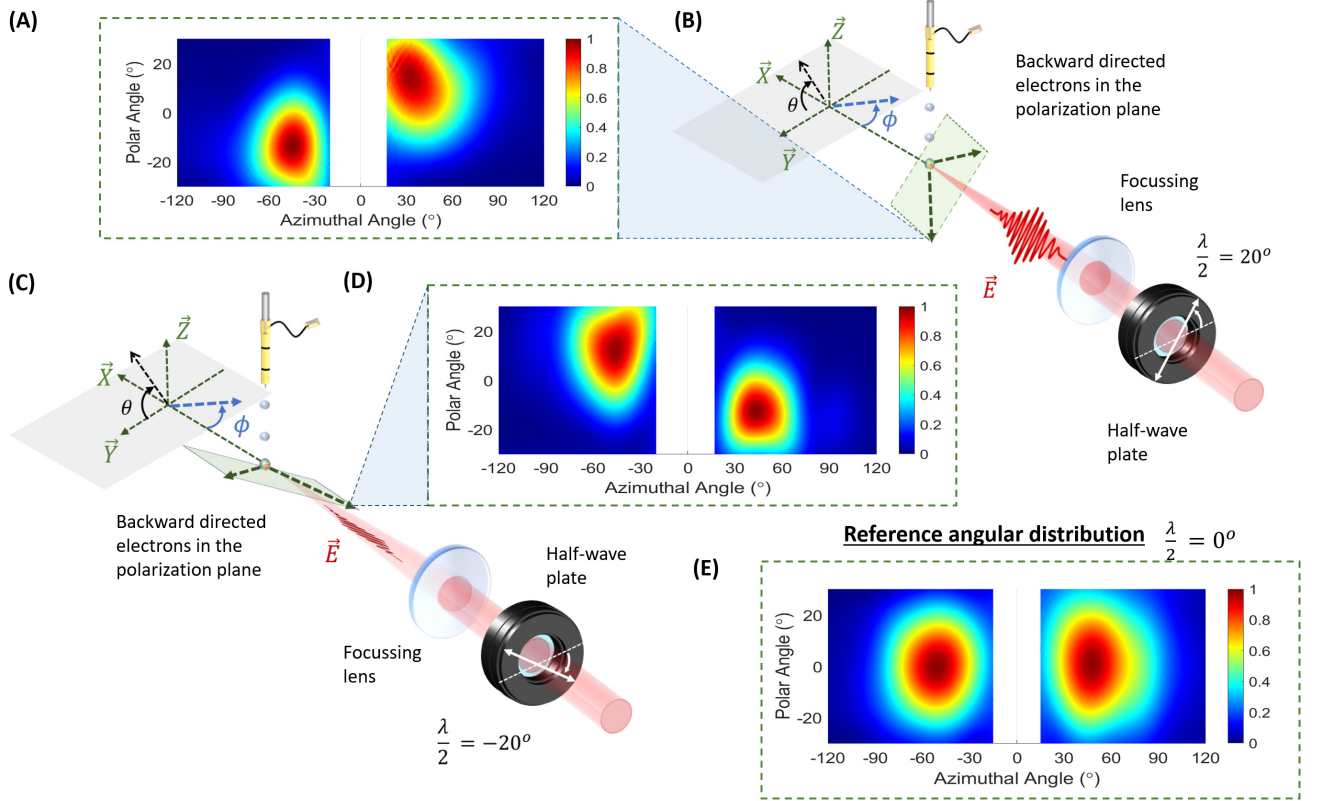 (A)
20
0
-20
Polar Angle (°)
-120 -90 -60 -30 0 30 60 90 120
Azimuthal Angle (°)
1
0.8
0.6
0.4
0.2
0
(B)
Z⃗
X⃗
θ
ϕ
Y⃗
Backward directed
electrons in the
polarization plane
Focussing
lens
λ/2 = 20°
E⃗
Half-wave
plate
(C)
Z⃗
X⃗
θ
ϕ
Y⃗
Backward directed
electrons in the
polarization plane
E⃗
Focussing
lens
Half-wave
plate
λ/2 = −20°
(D)
20
0
-20
Polar Angle (°)
-120 -90 -60 -30 0 30 60 90 120
Azimuthal Angle (°)
1
0.8
0.6
0.4
0.2
0
Reference angular distribution λ/2 = 0°
(E)
20
0
-20
Polar Angle (°)
-120 -90 -60 -30 0 30 60 90 120
Azimuthal Angle (°)
1
0.8
0.6
0.4
0.2
0